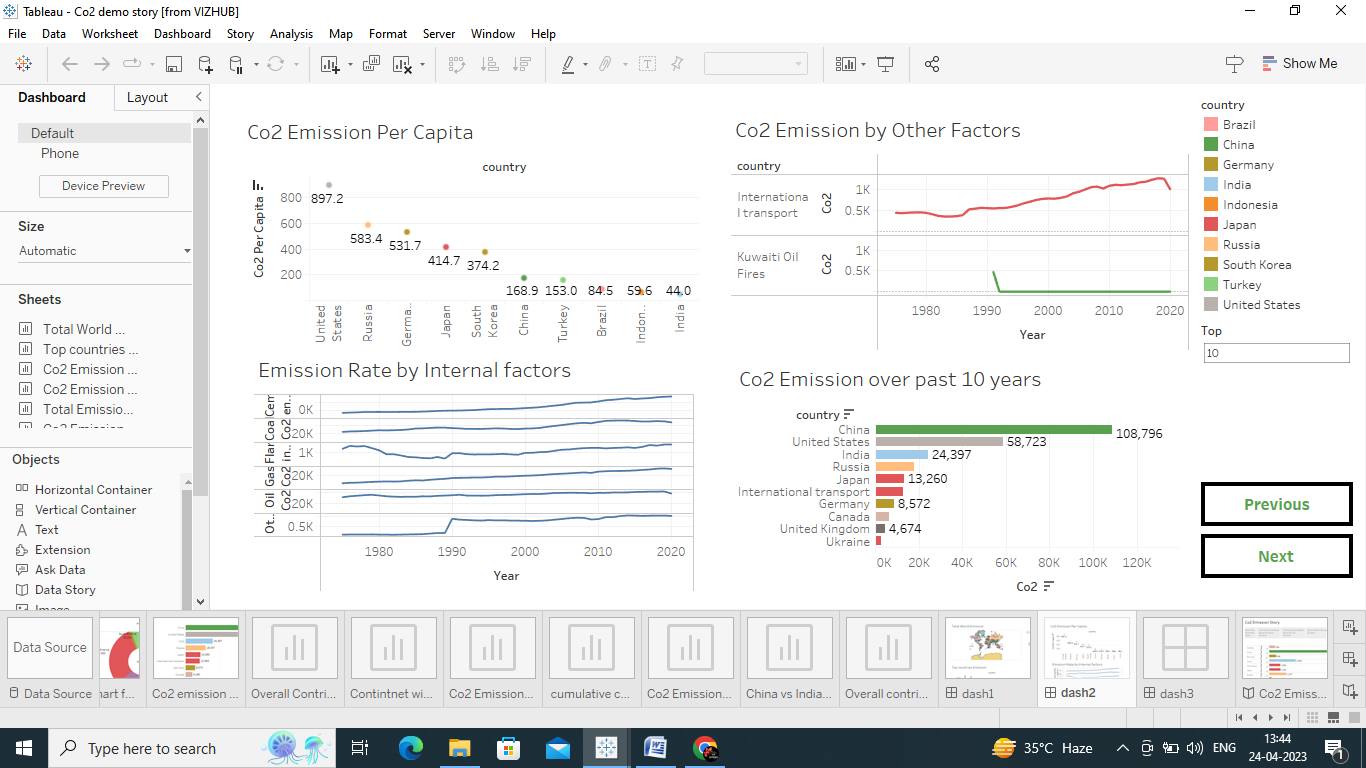 Tableau - Co2 demo story [from VIZHUB]
File Data Worksheet Dashboard Story Analysis Map Format Server Window Help
Show Me
Dashboard Layout
Default
Phone
Device Preview
Size
Automatic
Sheets
Total World ...
Top countries ...
Co2 Emission ...
Co2 Emission ...
Total Emissio...
Co2 Emission
Objects
Horizontal Container
Vertical Container
Text
Extension
Ask Data
Data Story
Image
Co2 Emission Per Capita
country
Co2 Per Capita
800
600
400
200
897.2
583.4
531.7
414.7
374.2
168.9 153.0 84.5 59.6 44.0
United States
Russia
Germa..
Japan
South Korea
China
Turkey
Brazil
Indon..
India
Co2 Emission by Other Factors
country
Internationa
l transport
Co2
1K
0.5K
Kuwaiti Oil
Fires
Co2
1K
0.5K
1980 1990 2000 2010 2020
Year
Emission Rate by Internal factors
Cem
0K
Coal
Co2 en..
20K
Flar
1K
Gas
Co2 in..
20K
Oil
Co2
20K
Ot..
0.5K
1980 1990 2000 2010 2020
Year
Co2 Emission over past 10 years
country
China 108,796
United States 58,723
India 24,397
Russia
Japan 13,260
International transport
Germany 8,572
Canada
United Kingdom 4,674
Ukraine
0K 20K 40K 60K 80K 100K 120K
Co2
country
Brazil
China
Germany
India
Indonesia
Japan
Russia
South Korea
Turkey
United States
Top
10
Previous
Next
Data Source
Data Source
nart f...
Co2 emission ...
Overall Contri...
Contintnet wi...
Co2 Emission...
cumulative c...
Co2 Emission...
China vs India...
Overall contri...
dash1
dash2
dash3
Co2 Emiss...
Type here to search
35°C Haze
ENG
13:44
24-04-2023
1